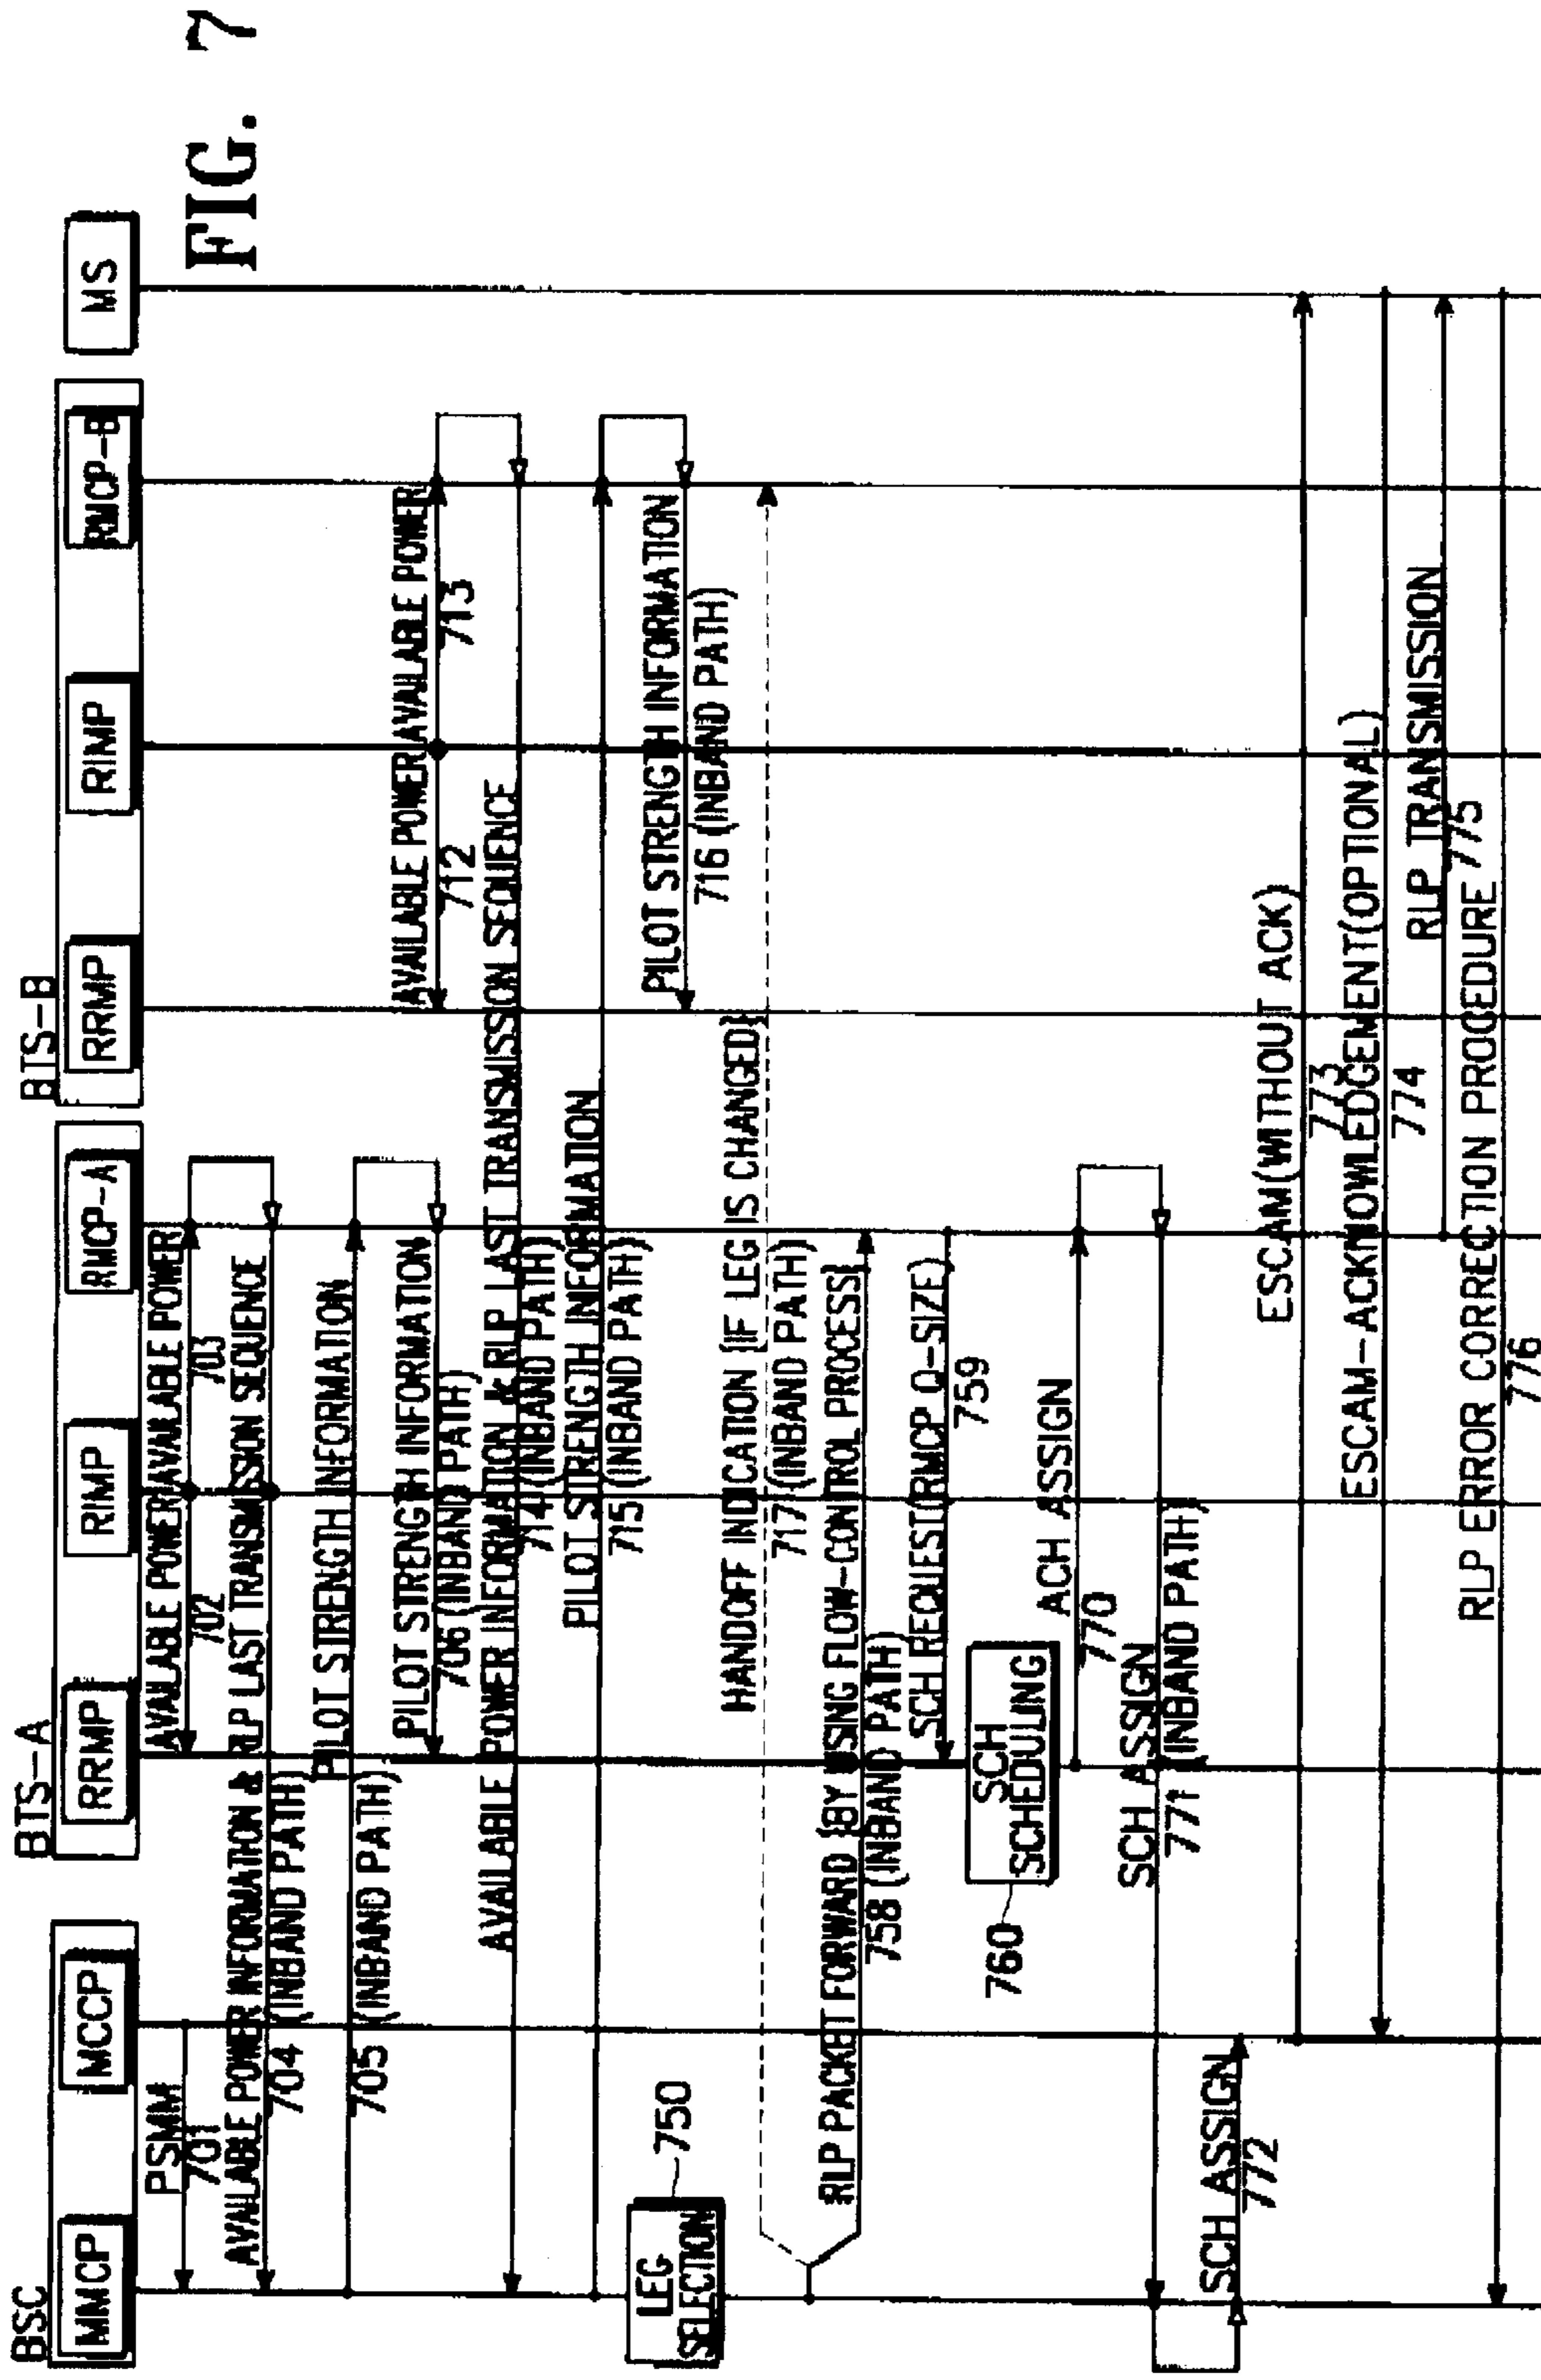 FIG. 7
BSC
BTS-A
BTS-B
MMCP
MCCP
RRMP
RIMP
RMCP-A
RRMP
RIMP
RMCP-B
MS
PSMM
701
AVAILABLE POWER
702
AVAILABLE POWER
703
AVAILABLE POWER INFORMATION & RLP LAST TRANSMISSION SEQUENCE
704 (INBAND PATH)
PILOT STRENGTH INFORMATION
705 (INBAND PATH)
PILOT STRENGTH INFORMATION
706 (INBAND PATH)
AVAILABLE POWER
712
AVAILABLE POWER
713
AVAILABLE POWER INFORMATION & RLP LAST TRANSMISSION SEQUENCE
714 (INBAND PATH)
PILOT STRENGTH INFORMATION
715 (INBAND PATH)
PILOT STRENGTH INFORMATION
716 (INBAND PATH)
LEG
SELECTION
750
HANDOFF INDICATION (IF LEG IS CHANGED)
717 (INBAND PATH)
RLP PACKET FORWARD (BY USING FLOW-CONTROL PROCESS)
758 (INBAND PATH)
SCH REQUEST(RMCP Q-SIZE)
759
SCH
SCHEDULING
760
ACH ASSIGN
770
SCH ASSIGN
771 (INBAND PATH)
SCH ASSIGN
772
ESCAM(WITHOUT ACK)
773
ESCAM-ACKNOWLEDGEMENT(OPTIONAL)
774
RLP TRANSMISSION
775
RLP ERROR CORRECTION PROCEDURE
776